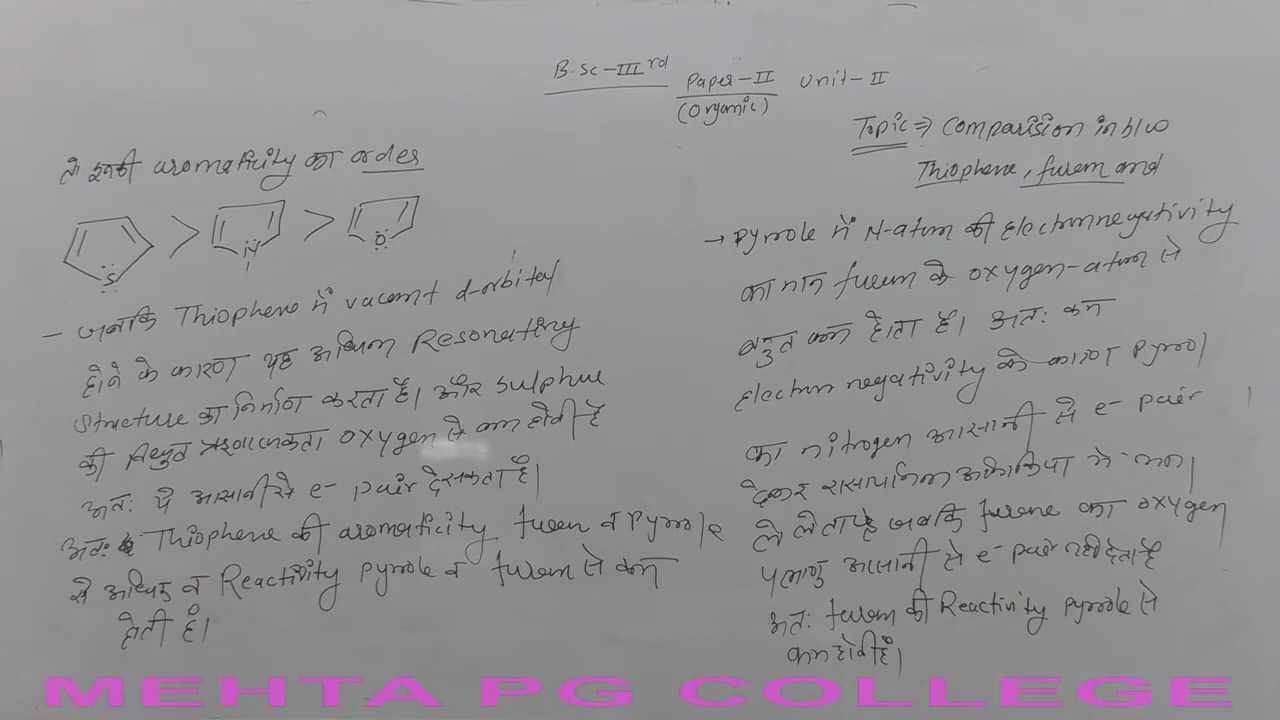 B.Sc-IIIrd Paper-II Unit-II
(Organic)
Topic ⇒ Comparision in b/w
Thiophene, furan and
तो इनकी aromaticity का order
S > N > O
- जबकि Thiophene में vacant d-orbital
होने के कारण यह अधिक Resonating
Structure का निर्माण करता है। और sulphur
की विधुत ऋणात्मकता oxygen से कम होती है
अतः ये आसानी से e- pair दे सकता है।
अतः Thiophene की aromaticity furan व Pyrrole
से अधिक व Reactivity pyrrole व furan से कम
होती है।
→ Pyrrole में N-atom की Electronnegativity
का मान furan के oxygen-atom से
बहुत कम होता है। अतः कम
Electron negativity के कारण Pyrrol
का nitrogen आसानी से e- pair
देकर रासायनिक अभिक्रिया में भाग
ले लेता है जबकि furane का oxygen
परमाणु आसानी से e- pair नही देता है
अतः furan की Reactivity pyrrole से
कम होती है।
MEHTA PG COLLEGE